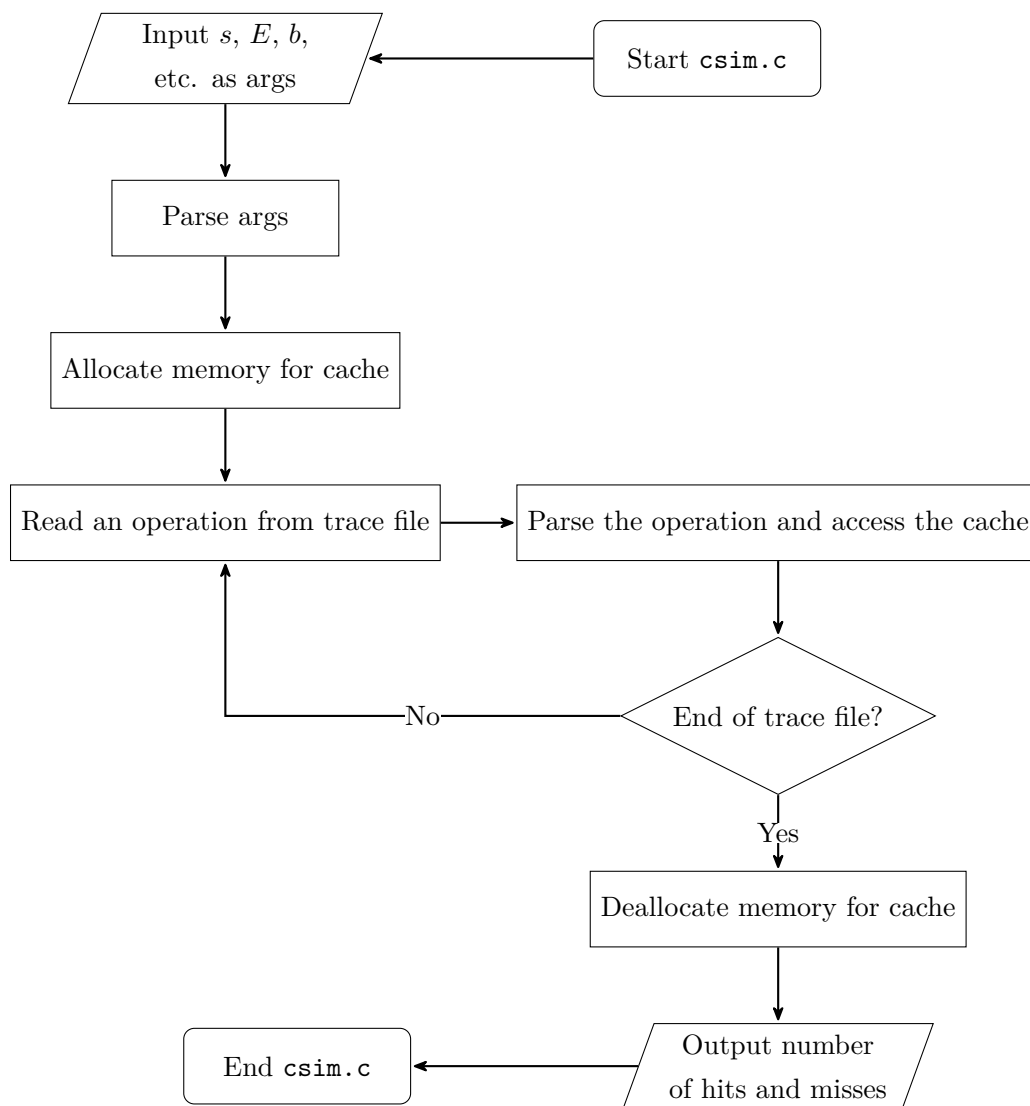 Input s, E, b,
etc. as args
Start csim.c
Parse args
Allocate memory for cache
Read an operation from trace file
Parse the operation and access the cache
End of trace file?
No
Yes
Deallocate memory for cache
Output number
of hits and misses
End csim.c